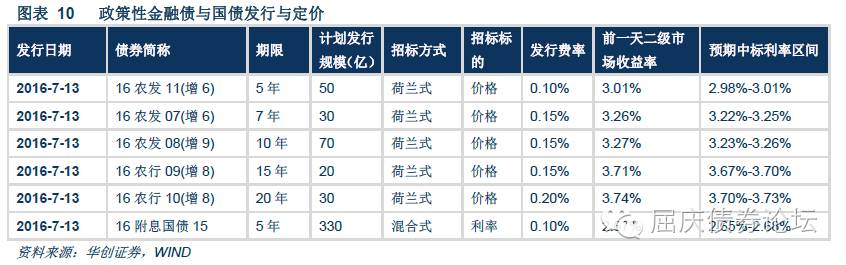 图表 10 政策性金融债与国债发行与定价
发行日期 债券简称 期限 计划发行规模(亿) 招标方式 招标标的 发行费率 前一天二级市场收益率 预期中标利率区间
2016-7-13 16 农发 11(增 6) 5 年 50 荷兰式 价格 0.10% 3.01% 2.98%-3.01%
2016-7-13 16 农发 07(增 6) 7 年 30 荷兰式 价格 0.15% 3.26% 3.22%-3.25%
2016-7-13 16 农发 08(增 9) 10 年 70 荷兰式 价格 0.15% 3.27% 3.23%-3.26%
2016-7-13 16 农行 09(增 8) 15 年 20 荷兰式 价格 0.15% 3.71% 3.67%-3.70%
2016-7-13 16 农行 10(增 8) 20 年 30 荷兰式 价格 0.20% 3.74% 3.70%-3.73%
2016-7-13 16 附息国债 15 5 年 330 混合式 利率 0.10% 2.65%-2.68%
屈庆债券论坛
资料来源：华创证券，WIND